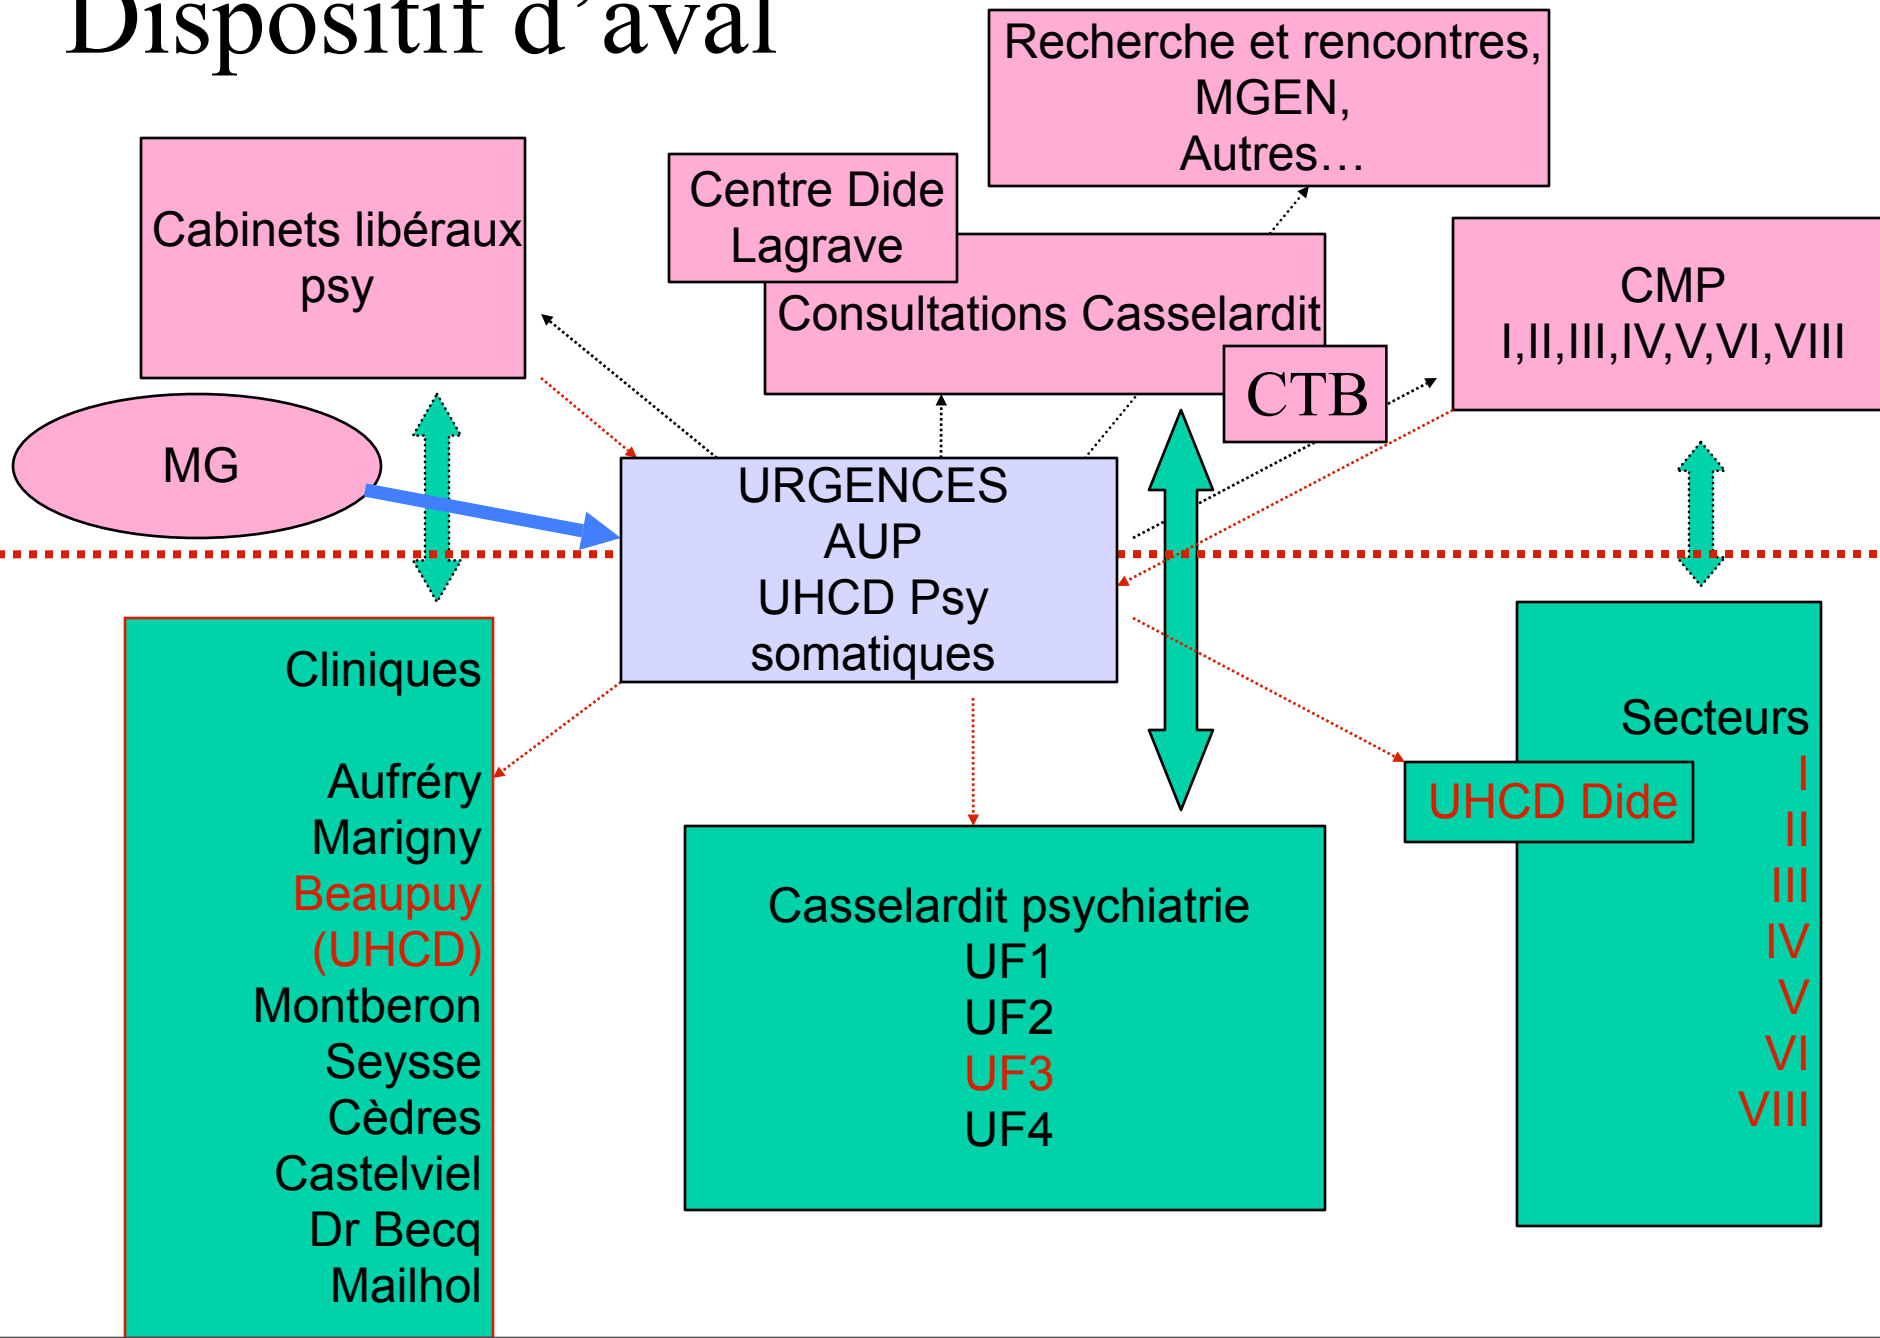 Dispositif d’aval
Recherche et rencontres,
MGEN,
Autres…
Cabinets libéraux
psy
Centre Dide
Lagrave
Consultations Casselardit
CTB
CMP
I,II,III,IV,V,VI,VIII
MG
URGENCES
AUP
UHCD Psy
somatiques
Cliniques
Aufréry
Marigny
Beaupuy
(UHCD)
Montberon
Seysse
Cèdres
Castelviel
Dr Becq
Mailhol
Casselardit psychiatrie
UF1
UF2
UF3
UF4
UHCD Dide
Secteurs
I
II
III
IV
V
VI
VIII